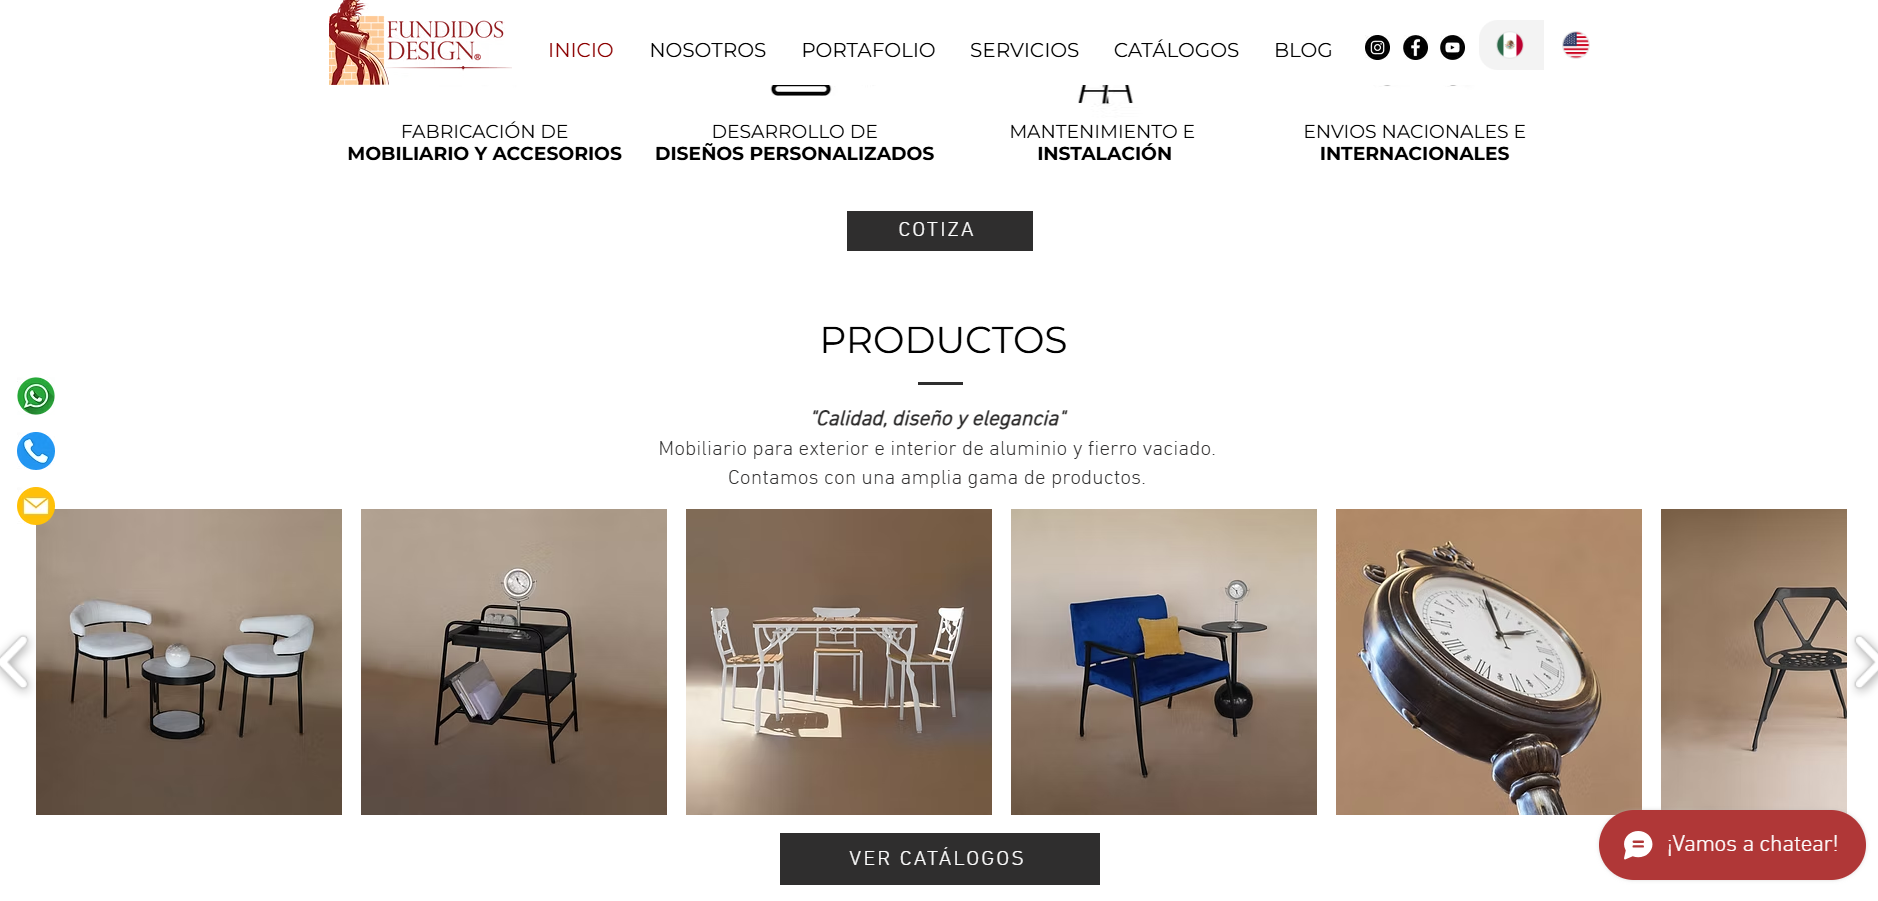 FUNDIDOS
DESIGN®
INICIO
NOSOTROS
PORTAFOLIO
SERVICIOS
CATÁLOGOS
BLOG
FABRICACIÓN DE
MOBILIARIO Y ACCESORIOS
DESARROLLO DE
DISEÑOS PERSONALIZADOS
MANTENIMIENTO E
INSTALACIÓN
ENVIOS NACIONALES E
INTERNACIONALES
COTIZA
PRODUCTOS
"Calidad, diseño y elegancia"
Mobiliario para exterior e interior de aluminio y fierro vaciado.
Contamos con una amplia gama de productos.
VER CATÁLOGOS
¡Vamos a chatear!